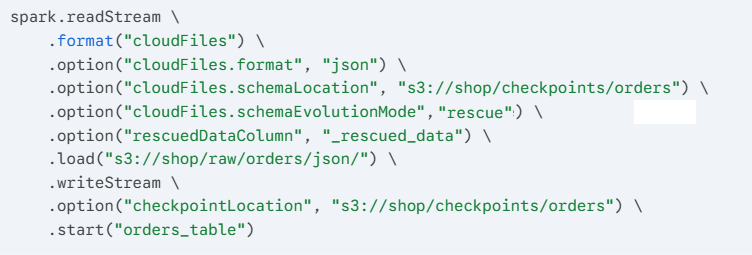 spark.readStream \
.format("cloudFiles") \
.option("cloudFiles.format", "json") \
.option("cloudFiles.schemaLocation", "s3://shop/checkpoints/orders") \
.option("cloudFiles.schemaEvolutionMode","rescue") \
.option("rescuedDataColumn", "_rescued_data") \
.load("s3://shop/raw/orders/json/") \
.writeStream \
.option("checkpointLocation", "s3://shop/checkpoints/orders") \
.start("orders_table")